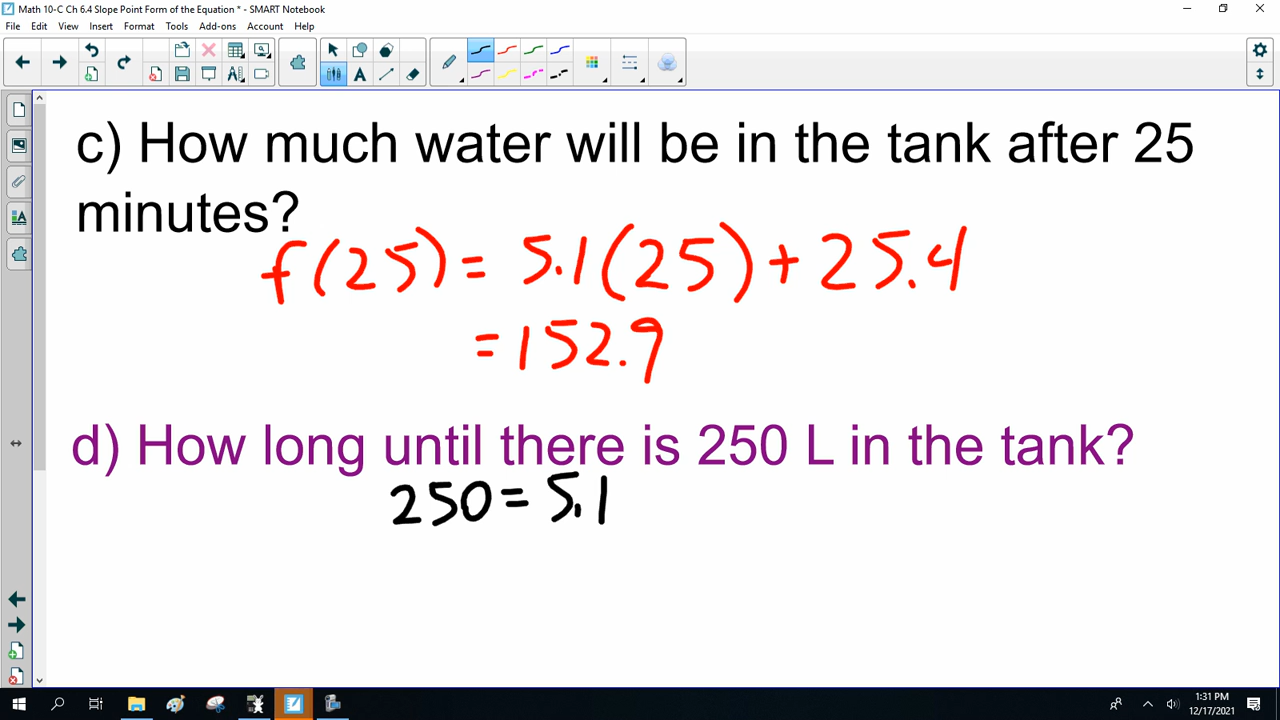 Math 10-C Ch 6.4 Slope Point Form of the Equation * - SMART Notebook
File Edit View Insert Format Tools Add-ons Account Help
c) How much water will be in the tank after 25
minutes?
f(25) = 5.1(25) + 25.4
= 152.9
d) How long until there is 250 L in the tank?
250 = 5.1
1:31 PM
12/17/2021